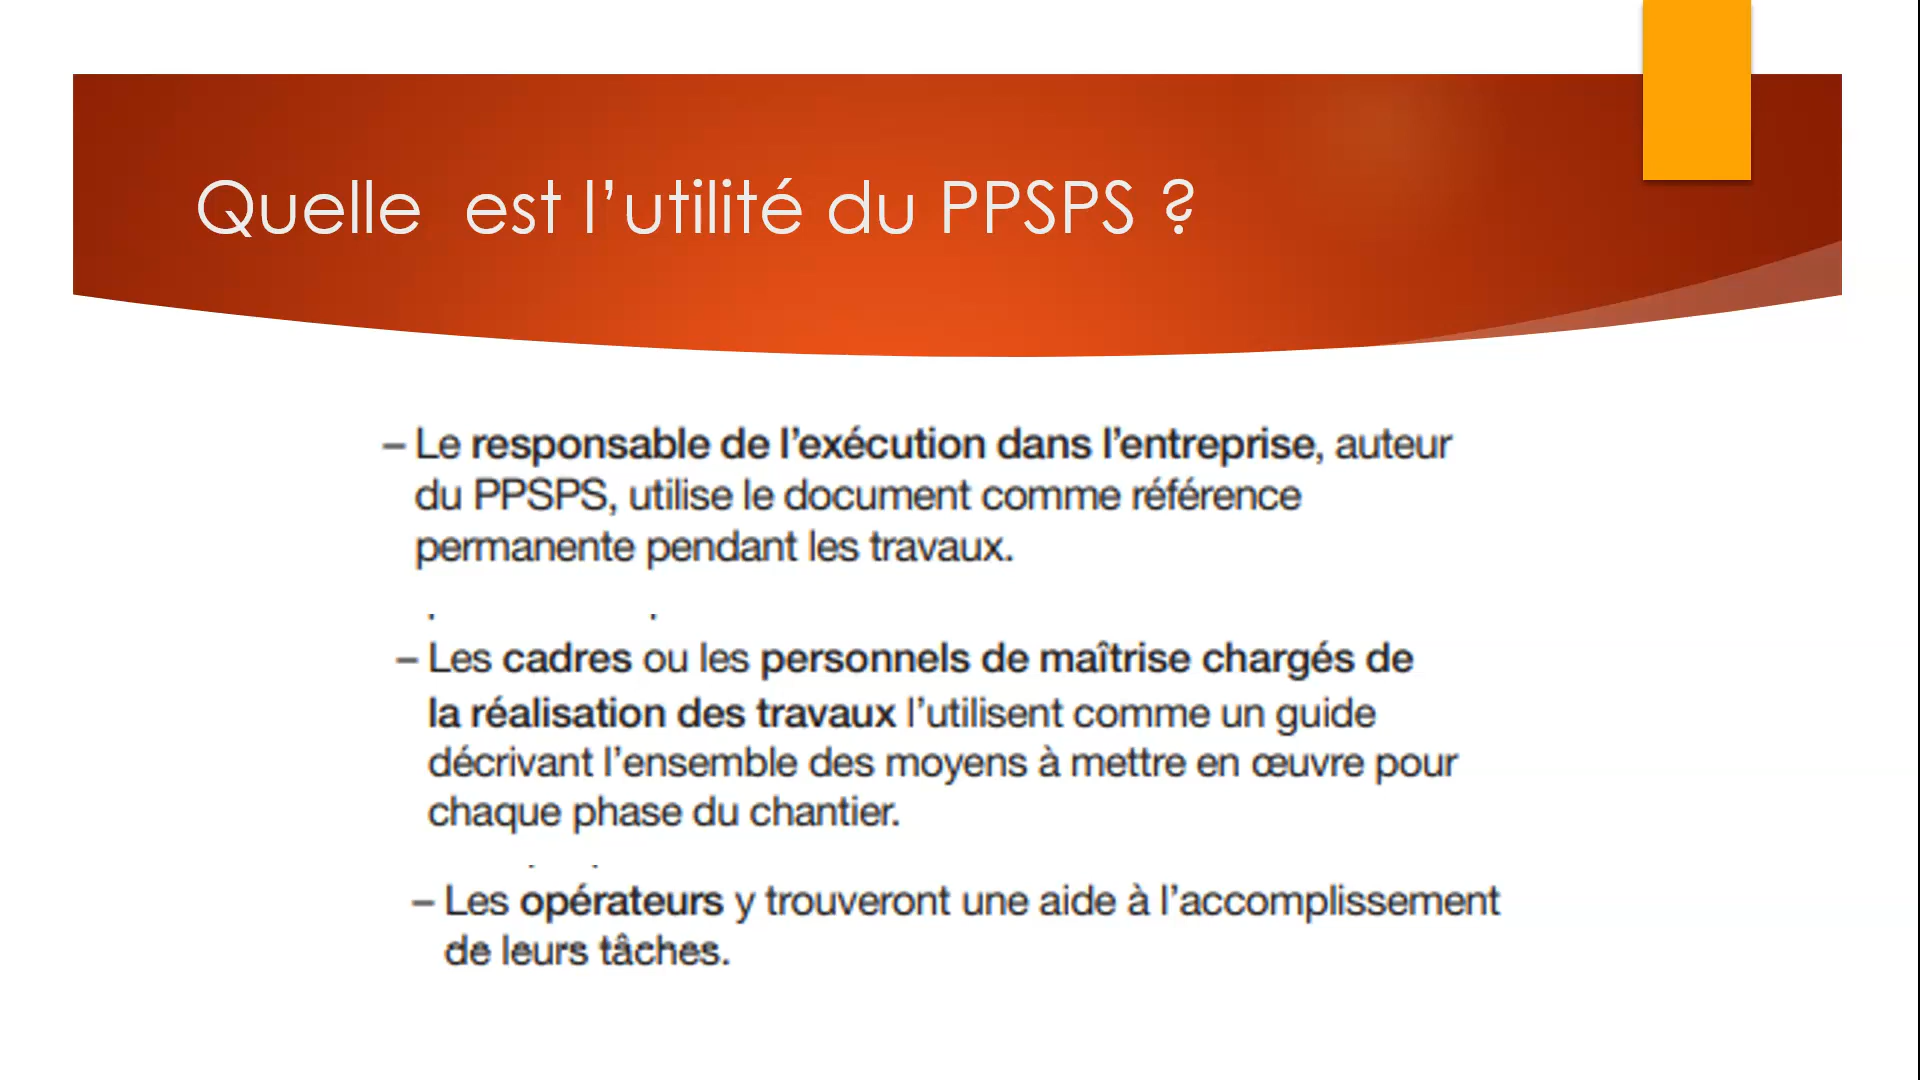 Quelle  est l’utilité du PPSPS ?
– Le responsable de l’exécution dans l’entreprise, auteur
du PPSPS, utilise le document comme référence
permanente pendant les travaux.
– Les cadres ou les personnels de maîtrise chargés de
la réalisation des travaux l’utilisent comme un guide
décrivant l’ensemble des moyens à mettre en œuvre pour
chaque phase du chantier.
– Les opérateurs y trouveront une aide à l’accomplissement
de leurs tâches.